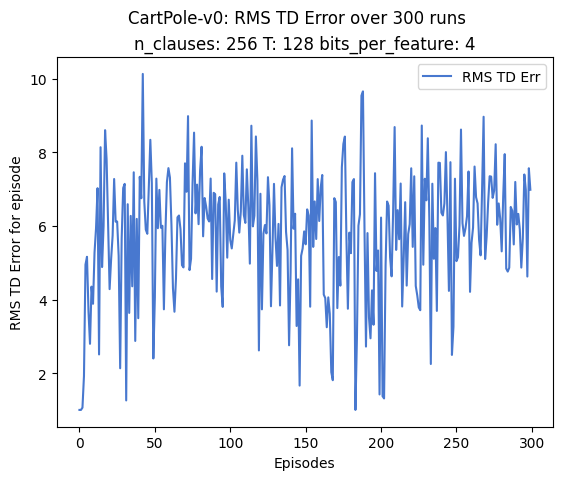 CartPole-v0: RMS TD Error over 300 runs
n_clauses: 256 T: 128 bits_per_feature: 4
RMS TD Err
RMS TD Error for episode
10
8
6
4
2
0
50
100
150
200
250
300
Episodes